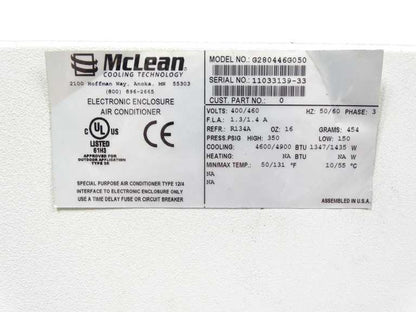 McLean
COOLING TECHNOLOGY
2100 Hoffman Way, Anoka, MN 55303
(800) 896-2665
ELECTRONIC ENCLOSURE
AIR CONDITIONER
C UL US
LISTED
61H3
APPROVED FOR
OUTDOOR APPLICATION
TYPE 3R
CE
SPECIAL PURPOSE AIR CONDITIONER TYPE 12/4
INTERFACE TO ELECTRONIC ENCLOSURE ONLY
USE A TIME DELAY FUSE OR CIRCUIT BREAKER
MODEL NO.: G280446G050
SERIAL NO.: 11033139-33
CUST. PART NO.: 0
VOLTS: 400/460 HZ: 50/60 PHASE: 3
F.L.A.: 1.3/1.4 A
REFR.: R134A OZ: 16 GRAMS: 454
PRESS.PSIG HIGH: 350 LOW: 150
COOLING: 4600/4900 BTU 1347/1435 W
HEATING: NA BTU NA W
MIN/MAX TEMP.: 50/131 °F 10/55 °C
NA
NA
ASSEMBLED IN U.S.A.